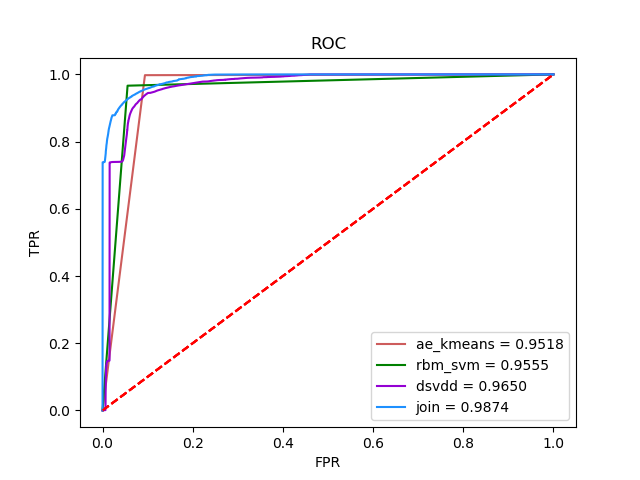 ROC
TPR
1.0
0.8
0.6
0.4
0.2
0.0
ae_kmeans = 0.9518
rbm_svm = 0.9555
dsvdd = 0.9650
join = 0.9874
0.0 0.2 0.4 0.6 0.8 1.0
FPR